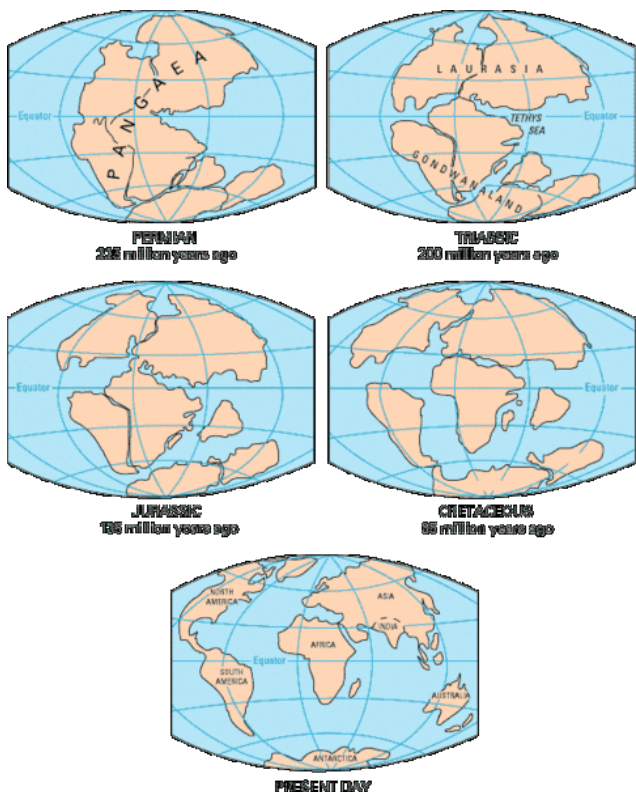 PANGAEA
Equator
PERMIAN
225 million years ago
LAURASIA
TETHYS
SEA
Equator
GONDWANALAND
TRIASSIC
200 million years ago
Equator
JURASSIC
135 million years ago
Equator
CRETACEOUS
65 million years ago
NORTH
AMERICA
ASIA
INDIA
AFRICA
Equator
SOUTH
AMERICA
AUSTRALIA
ANTARCTICA
PRESENT DAY